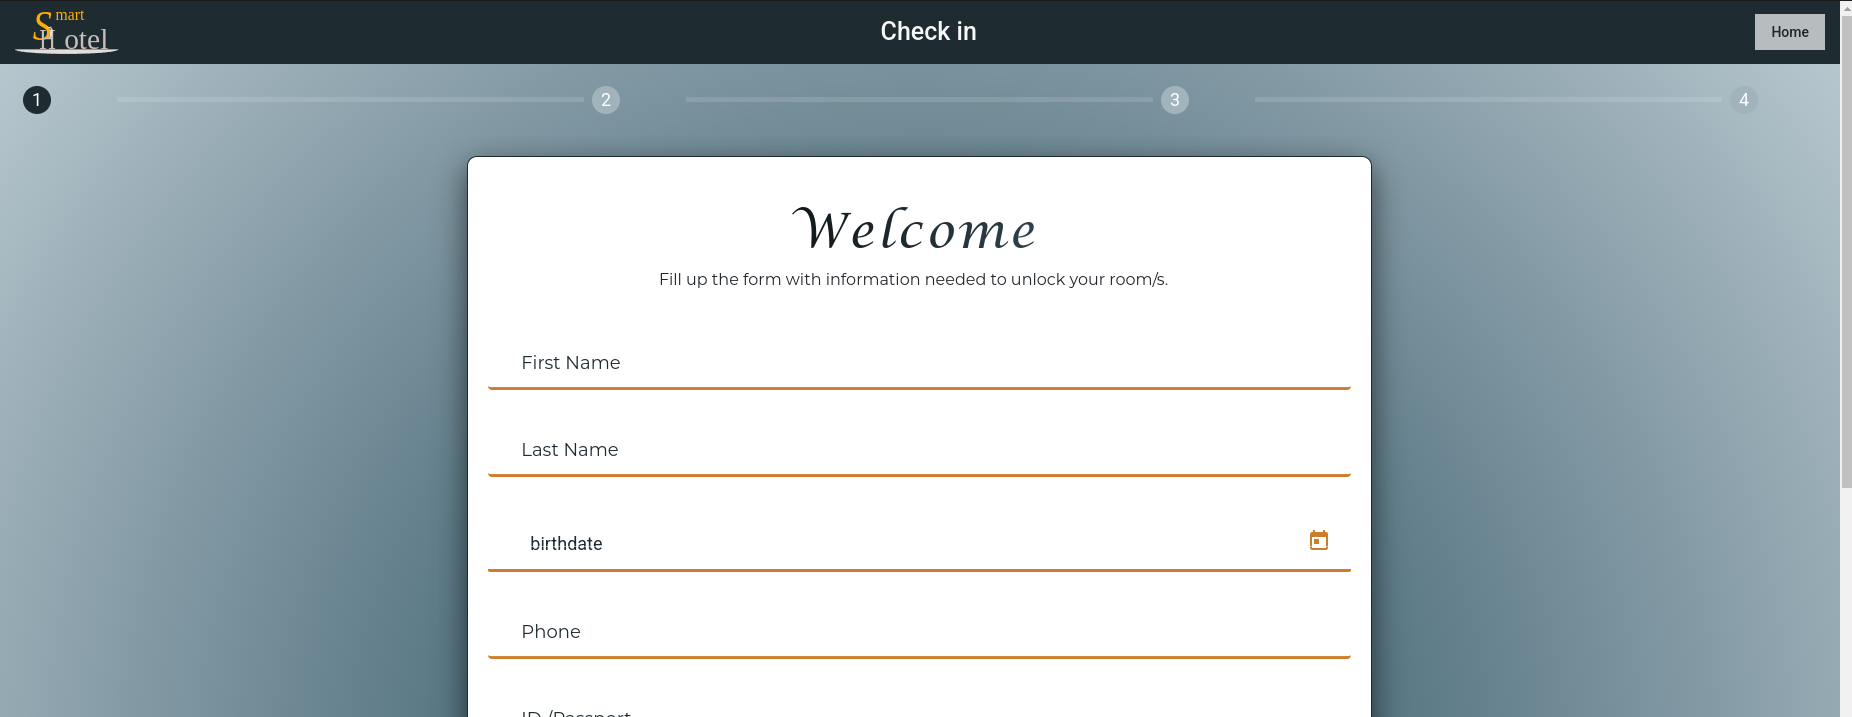 Smart
Hotel
Check in
Home
1
2
3
4
Welcome
Fill up the form with information needed to unlock your room/s.
First Name
Last Name
birthdate
Phone
ID /Passport